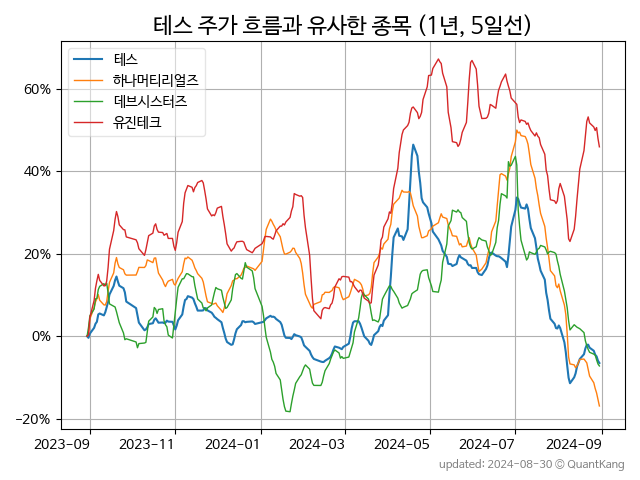 테스 주가 흐름과 유사한 종목 (1년, 5일선)
테스
하나머티리얼즈
데브시스터즈
유진테크
60%
40%
20%
0%
−20%
2023-09 2023-11 2024-01 2024-03 2024-05 2024-07 2024-09
updated: 2024-08-30 © QuantKang